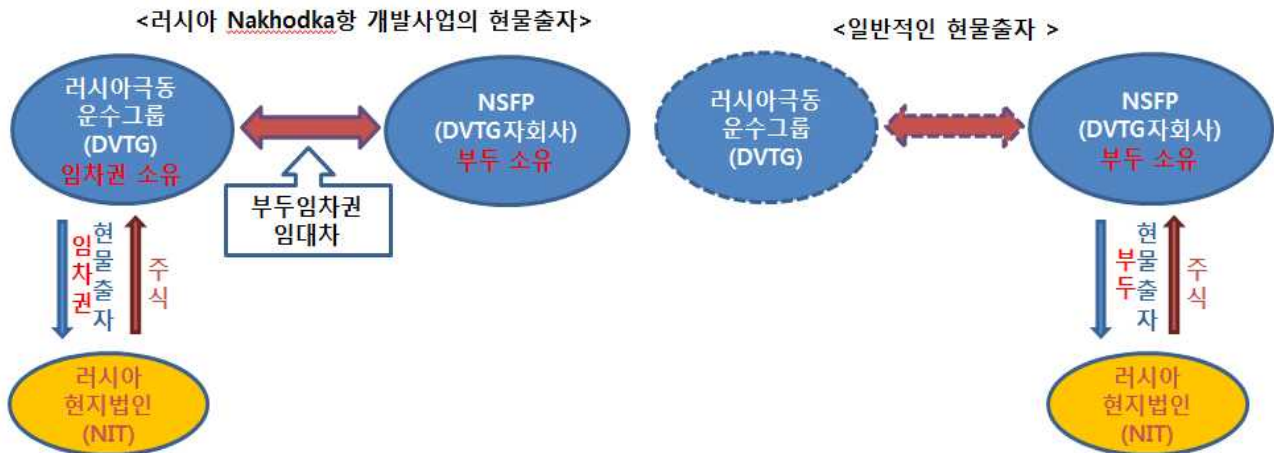 <러시아 Nakhodka항 개발사업의 현물출자>
러시아극동
운수그룹
(DVTG)
임차권 소유
NSFP
(DVTG자회사)
부두 소유
부두임차권
임대차
임차권
현물출자
주식
러시아
현지법인
(NIT)
<일반적인 현물출자 >
러시아극동
운수그룹
(DVTG)
NSFP
(DVTG자회사)
부두 소유
부두
현물출자
주식
러시아
현지법인
(NIT)